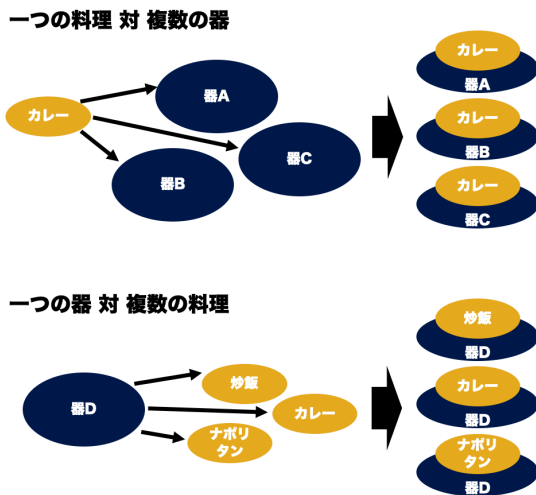 一つの料理 対 複数の器
カレー
器A
器B
器C
カレー
器A
カレー
器B
カレー
器C
一つの器 対 複数の料理
器D
炒飯
カレー
ナポリ
タン
炒飯
器D
カレー
器D
ナポリ
タン
器D